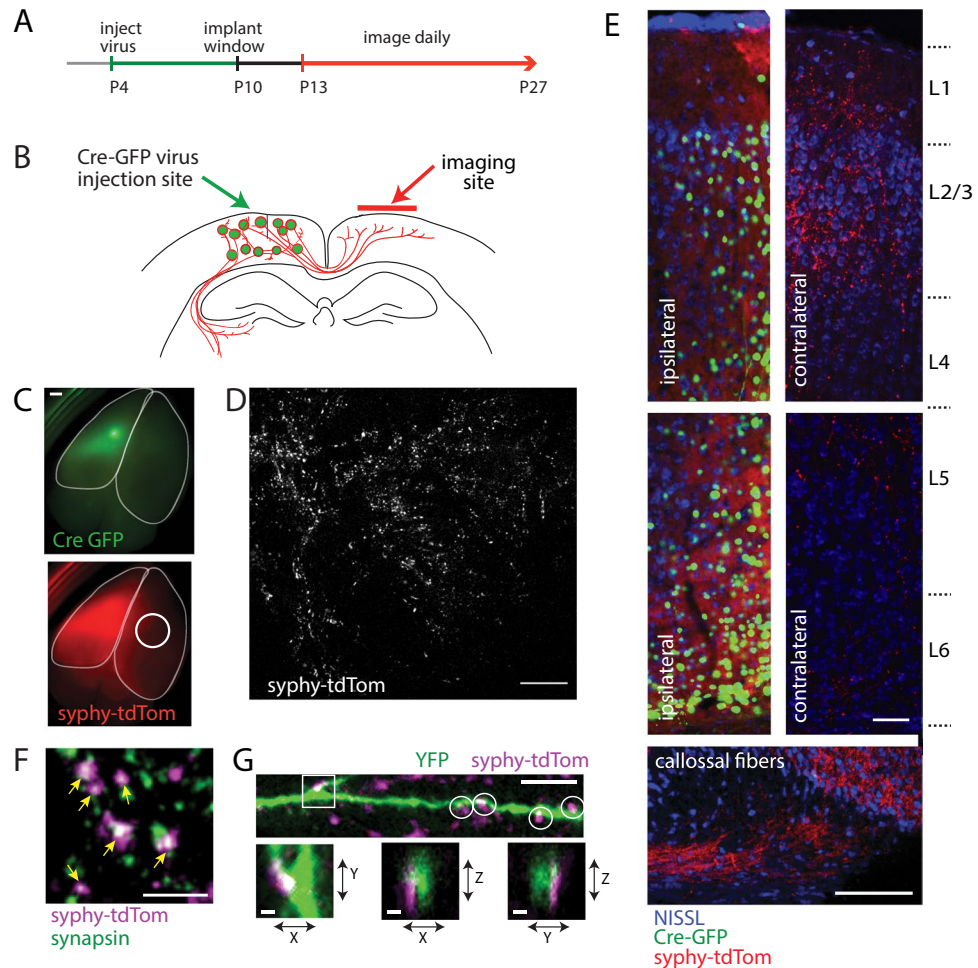 A
inject
virus
implant
window
image daily
P4
P10
P13
P27
B
Cre-GFP virus
injection site
imaging
site
C
Cre GFP
syphy-tdTom
D
syphy-tdTom
E
ipsilateral
contralateral
L1
L2/3
L4
ipsilateral
contralateral
L5
L6
callossal fibers
NISSL
Cre-GFP
syphy-tdTom
F
syphy-tdTom
synapsin
G
YFP syphy-tdTom
Y
X
Z
X
Z
Y